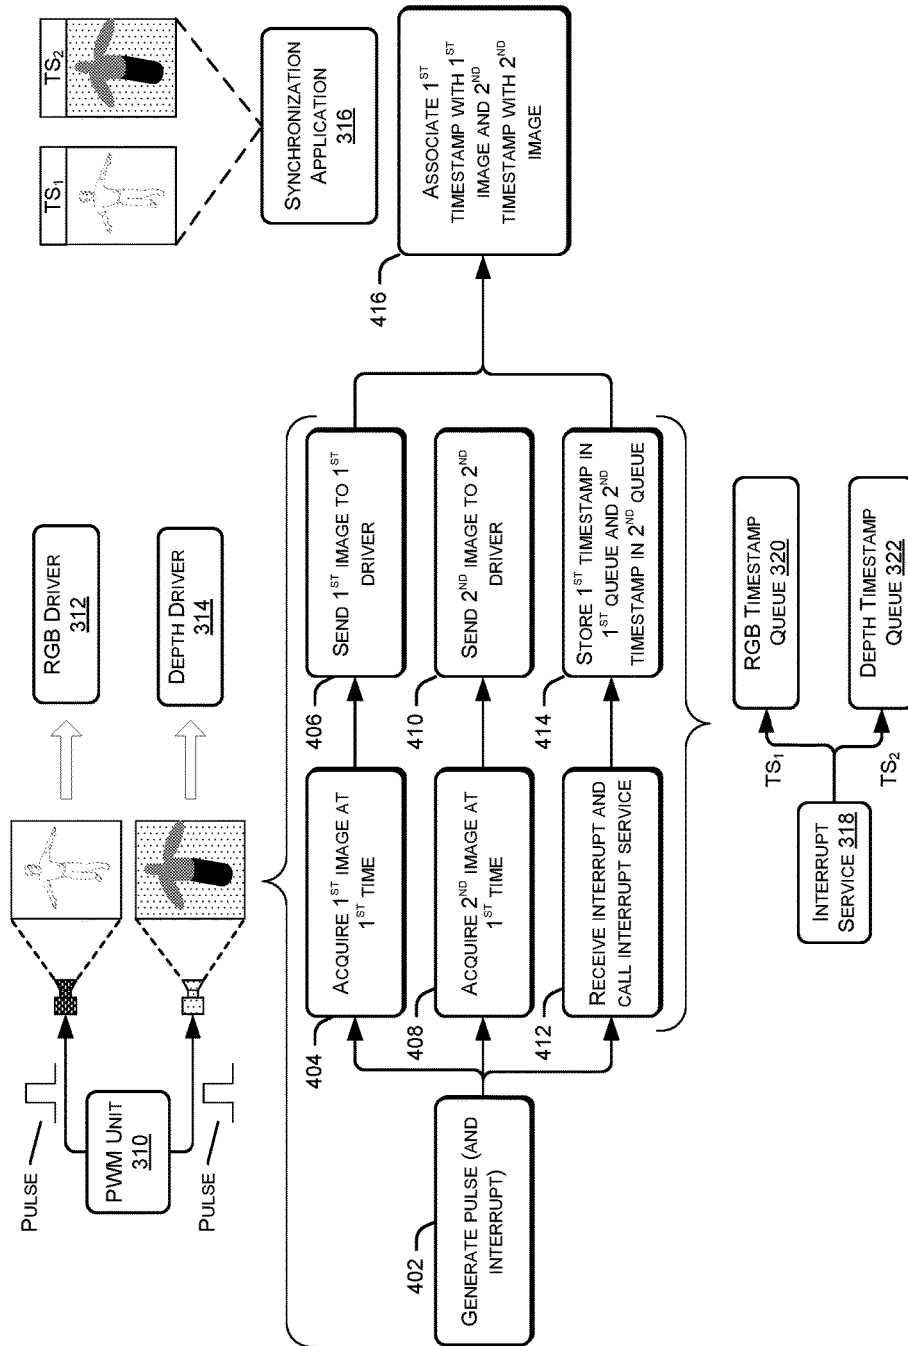 PULSE
PWM UNIT
310
PULSE
RGB DRIVER
312
DEPTH DRIVER
314
TS1
TS2
SYNCHRONIZATION
APPLICATION
316
402
GENERATE PULSE (AND
INTERRUPT)
404
ACQUIRE 1ST IMAGE AT
1ST TIME
406
SEND 1ST IMAGE TO 1ST
DRIVER
408
ACQUIRE 2ND IMAGE AT
1ST TIME
410
SEND 2ND IMAGE TO 2ND
DRIVER
412
RECEIVE INTERRUPT AND
CALL INTERRUPT SERVICE
414
STORE 1ST TIMESTAMP IN
1ST QUEUE AND 2ND
TIMESTAMP IN 2ND QUEUE
416
ASSOCIATE 1ST
TIMESTAMP WITH 1ST
IMAGE AND 2ND
TIMESTAMP WITH 2ND
IMAGE
INTERRUPT
SERVICE 318
TS1
TS2
RGB TIMESTAMP
QUEUE 320
DEPTH TIMESTAMP
QUEUE 322